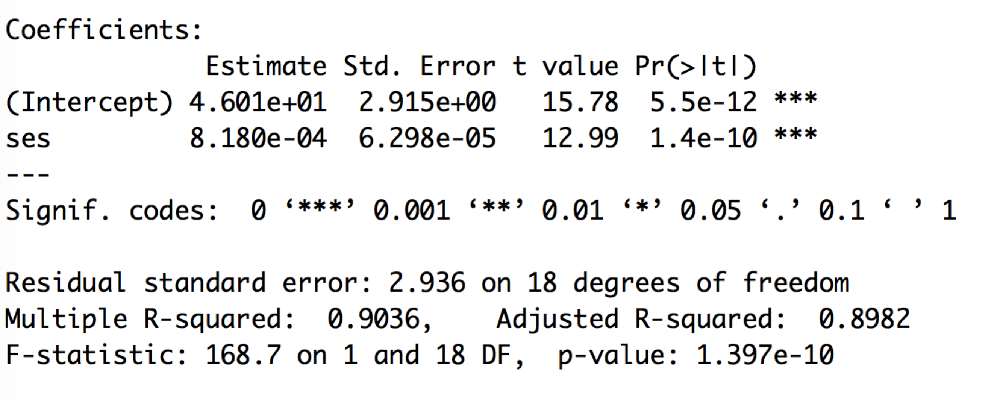 Coefficients:
Estimate Std. Error t value Pr(>|t|)
(Intercept) 4.601e+01 2.915e+00 15.78 5.5e-12 ***
ses 8.180e-04 6.298e-05 12.99 1.4e-10 ***
---
Signif. codes: 0 ‘***’ 0.001 ‘**’ 0.01 ‘*’ 0.05 ‘.’ 0.1 ‘ ’ 1
Residual standard error: 2.936 on 18 degrees of freedom
Multiple R-squared: 0.9036, Adjusted R-squared: 0.8982
F-statistic: 168.7 on 1 and 18 DF, p-value: 1.397e-10